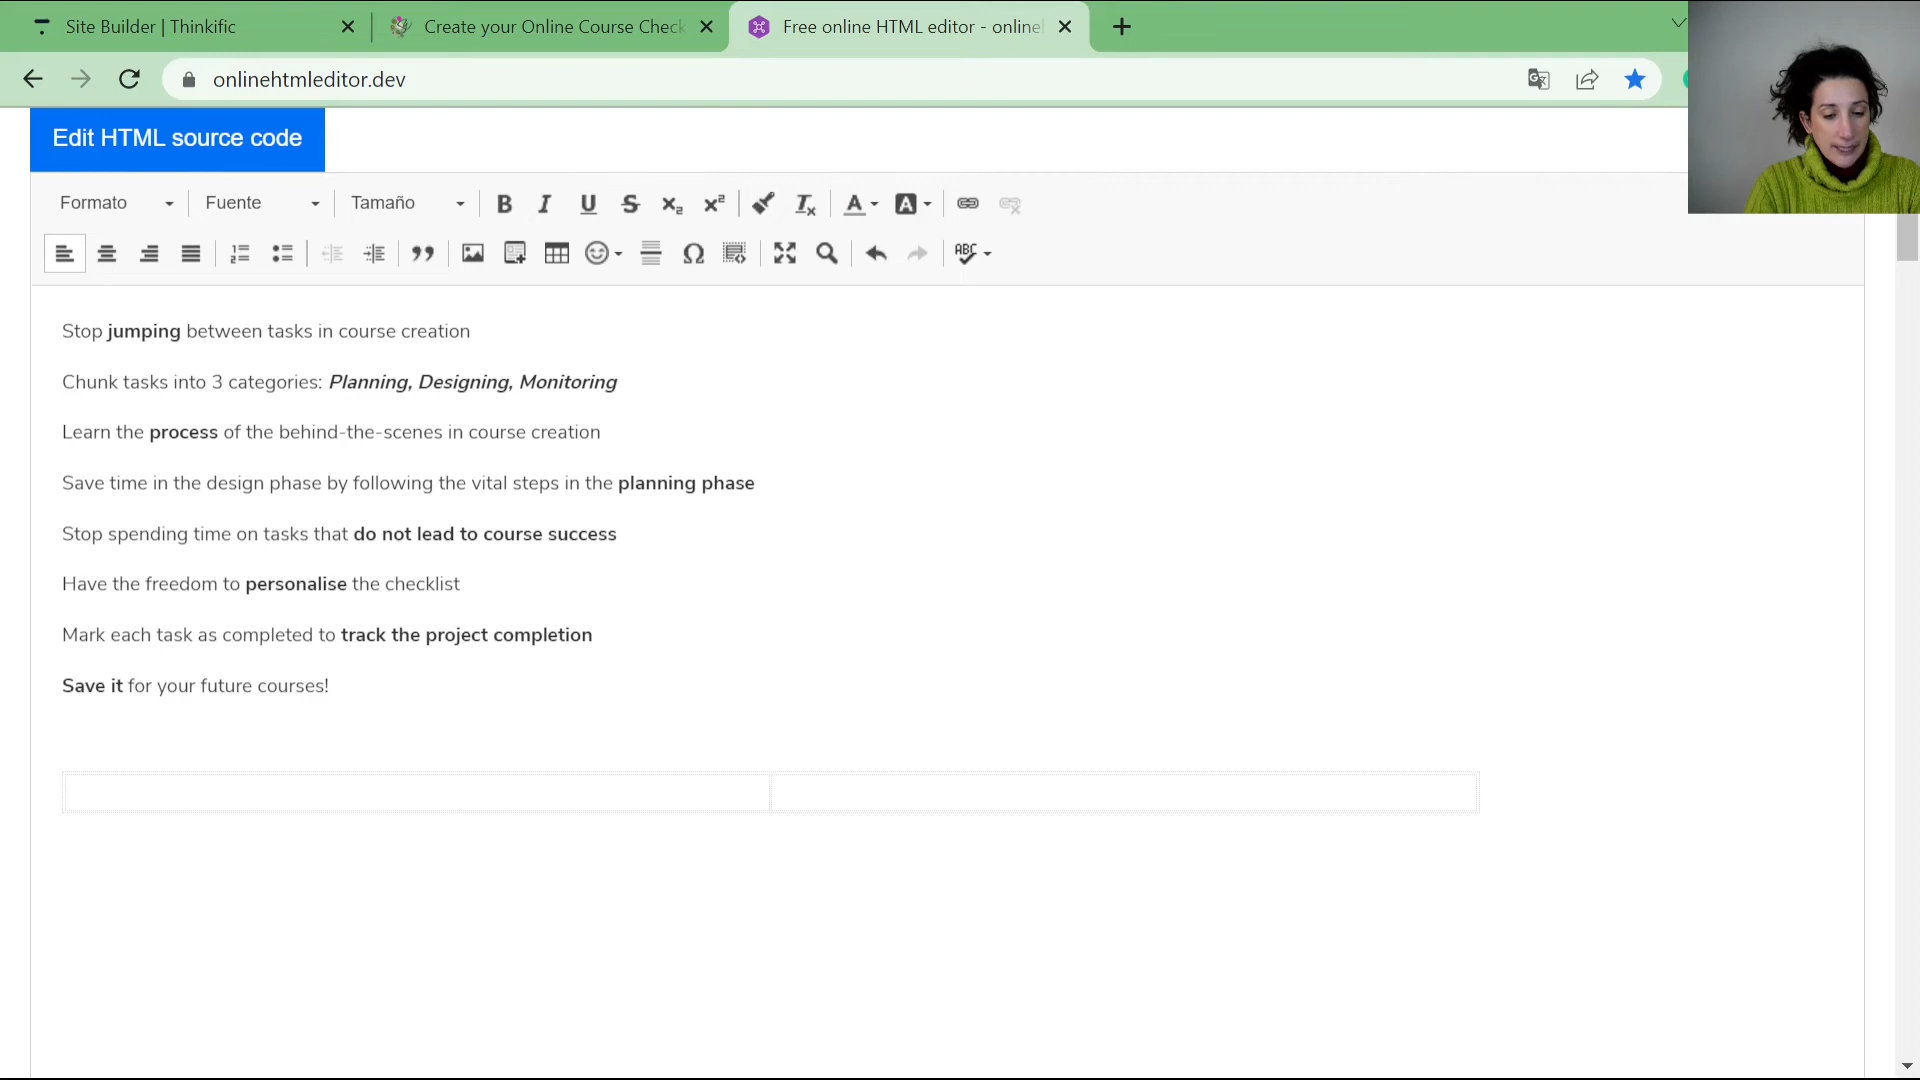 Site Builder | Thinkific
Create your Online Course Check
Free online HTML editor - online
onlinehtmleditor.dev
Edit HTML source code
Formato Fuente Tamaño
Stop jumping between tasks in course creation
Chunk tasks into 3 categories: Planning, Designing, Monitoring
Learn the process of the behind-the-scenes in course creation
Save time in the design phase by following the vital steps in the planning phase
Stop spending time on tasks that do not lead to course success
Have the freedom to personalise the checklist
Mark each task as completed to track the project completion
Save it for your future courses!